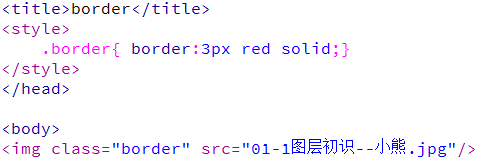 <title>border</title>
<style>
.border{ border:3px red solid;}
</style>
</head>
<body>
<img class="border" src="01-1图层初识--小熊.jpg"/>